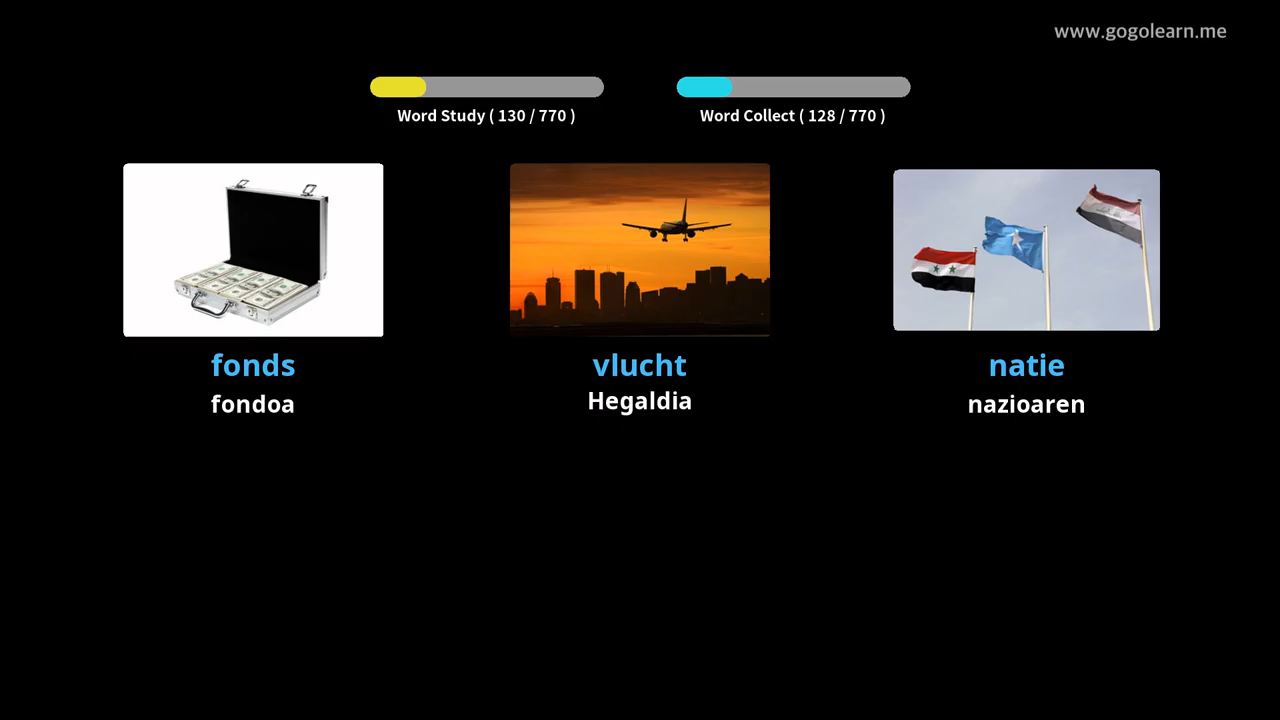 www.gogolearn.me
Word Study ( 130 / 770 )
Word Collect ( 128 / 770 )
fonds
fondoa
vlucht
Hegaldia
natie
nazioaren